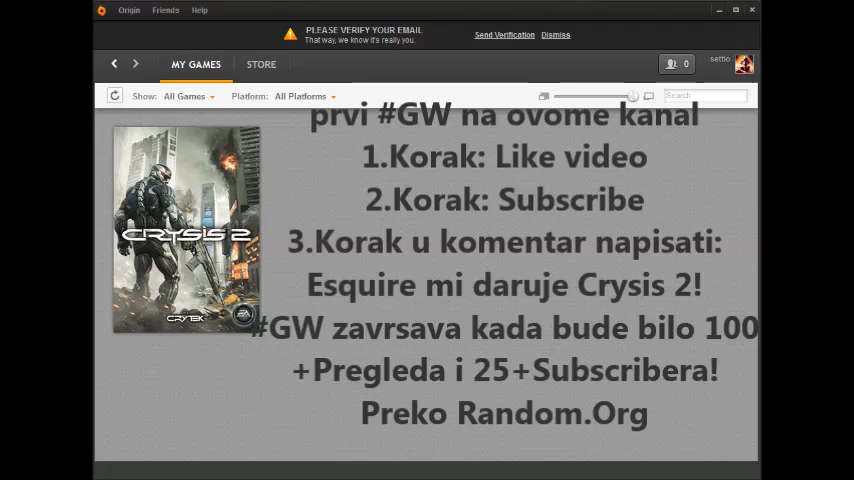 Origin Friends Help
PLEASE VERIFY YOUR EMAIL
That way, we know it's really you.
Send Verification Dismiss
MY GAMES STORE
0
settio
Show: All Games Platform: All Platforms
Search
prvi #GW na ovome kanal
1.Korak: Like video
2.Korak: Subscribe
3.Korak u komentar napisati:
Esquire mi daruje Crysis 2!
#GW zavrsava kada bude bilo 100
+Pregleda i 25+Subscribera!
Preko Random.Org
CRYSIS 2
CRYTEK
EA